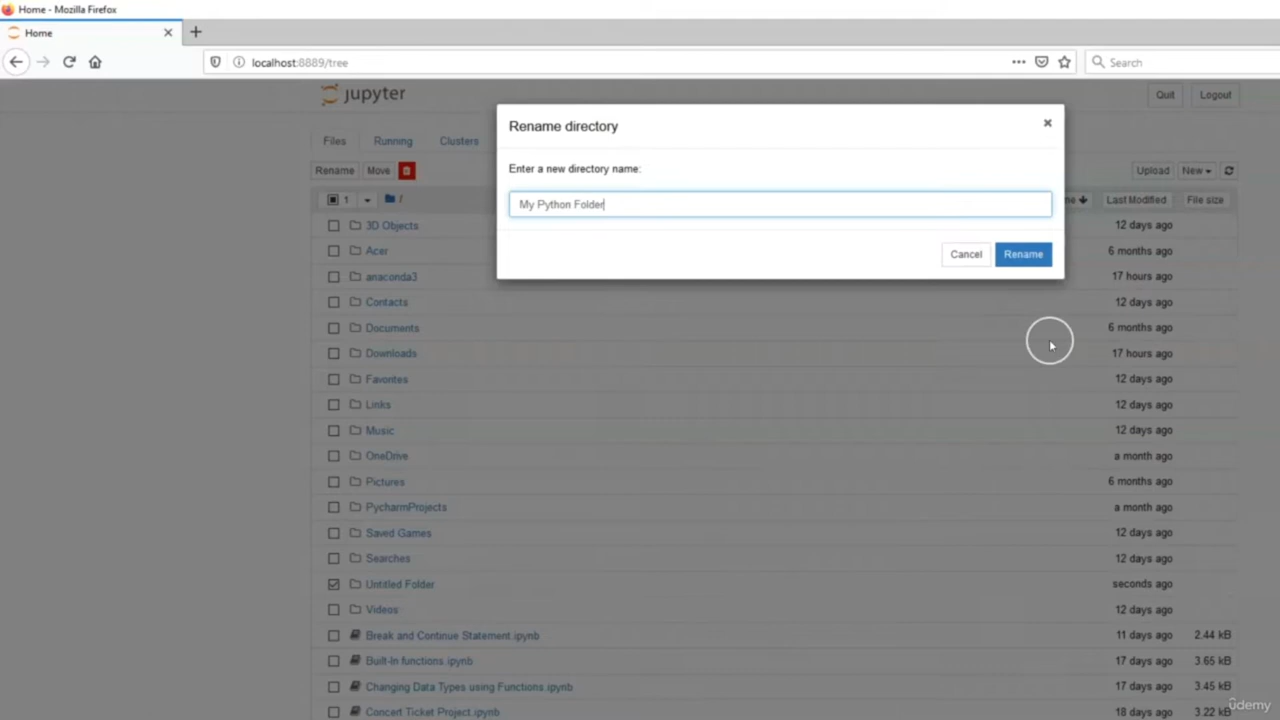 Home - Mozilla Firefox
Home
localhost:8889/tree
Search
jupyter
Quit Logout
Rename directory
Files Running Clusters
Enter a new directory name:
Rename Move
Upload New
1 /
My Python Folder
Last Modified File size
3D Objects 12 days ago
Acer 6 months ago
Cancel Rename
anaconda3 17 hours ago
Contacts 12 days ago
Documents 6 months ago
Downloads 17 hours ago
Favorites 12 days ago
Links 12 days ago
Music 12 days ago
OneDrive a month ago
Pictures 6 months ago
PycharmProjects a month ago
Saved Games 12 days ago
Searches 12 days ago
Untitled Folder seconds ago
Videos 12 days ago
Break and Continue Statement.ipynb 11 days ago 2.44 kB
Built-In functions.ipynb 17 days ago 3.65 kB
Changing Data Types using Functions.ipynb 17 days ago 3.45 kB
Concert Ticket Project.ipynb 18 days ago 3.22 kB
udemy